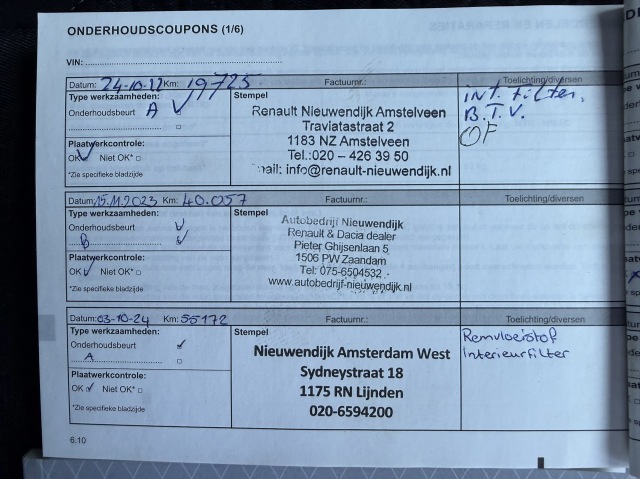 ONDERHOUDSCOUPONS (1/6)
VIN:
Datum: 24-10-22 Km: 19725 Factuurnr.: Toelichting/diversen
Type werkzaamheden:
Onderhoudsbeurt A
Plaatwerkcontrole:
OK Niet OK*
*Zie specifieke bladzijde
Stempel
Renault Nieuwendijk Amstelveen
Traviatastraat 2
1183 NZ Amstelveen
Tel.:020 – 426 39 50
mail: info@renault-nieuwendijk.nl
int. filter.
B.T.V.
OF
Datum: 15.11.2023 Km: 40.057 Factuurnr.: Toelichting/diversen
Type werkzaamheden:
Onderhoudsbeurt
B
Plaatwerkcontrole:
OK Niet OK*
*Zie specifieke bladzijde
Stempel
Autobedrijf Nieuwendijk
Renault & Dacia dealer
Pieter Ghijsenlaan 5
1506 PW Zaandam
Tel: 075-6504532
www.autobedrijf-nieuwendijk.nl
Datum: 03-10-24 Km: 55172 Factuurnr.: Toelichting/diversen
Type werkzaamheden:
Onderhoudsbeurt
A
Plaatwerkcontrole:
OK Niet OK*
*Zie specifieke bladzijde
Stempel
Nieuwendijk Amsterdam West
Sydneystraat 18
1175 RN Lijnden
020-6594200
Remvloeistof
Interieurfilter
6.10